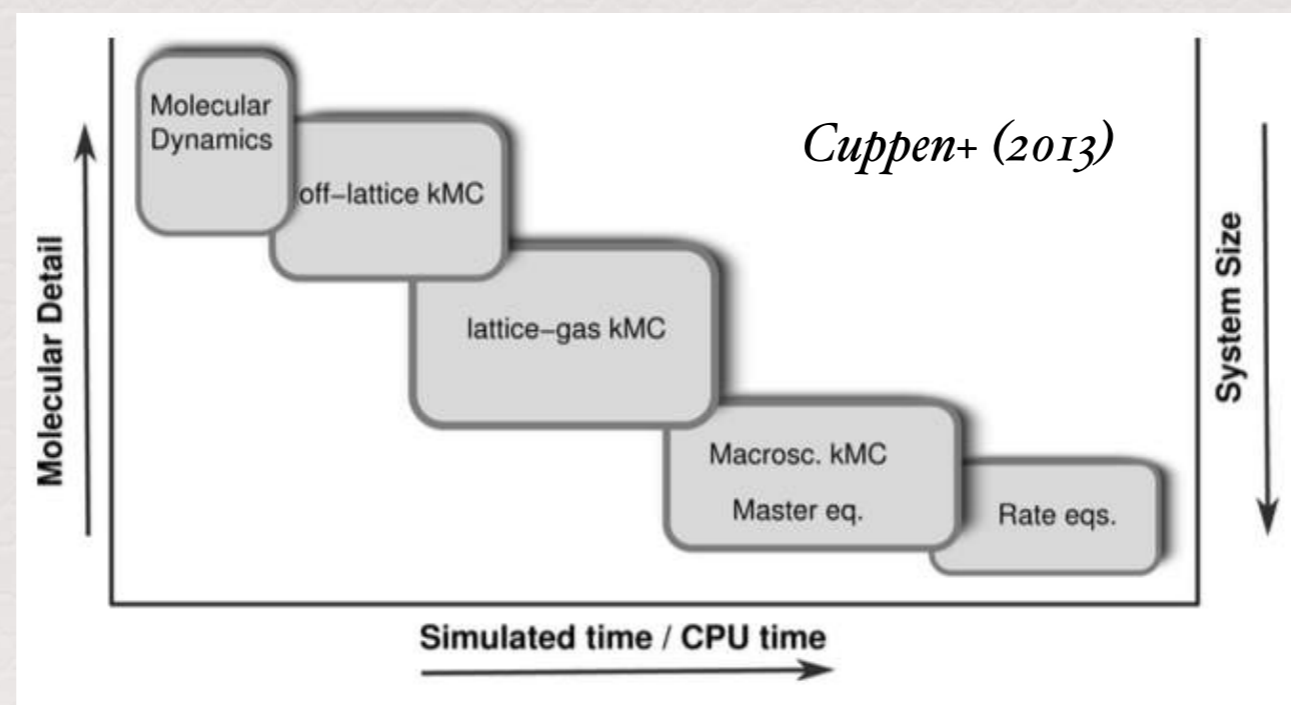 Molecular
Dynamics
off–lattice kMC
Cuppen+ (2013)
lattice–gas kMC
Macrosc. kMC
Master eq.
Rate eqs.
Molecular Detail
System Size
Simulated time / CPU time